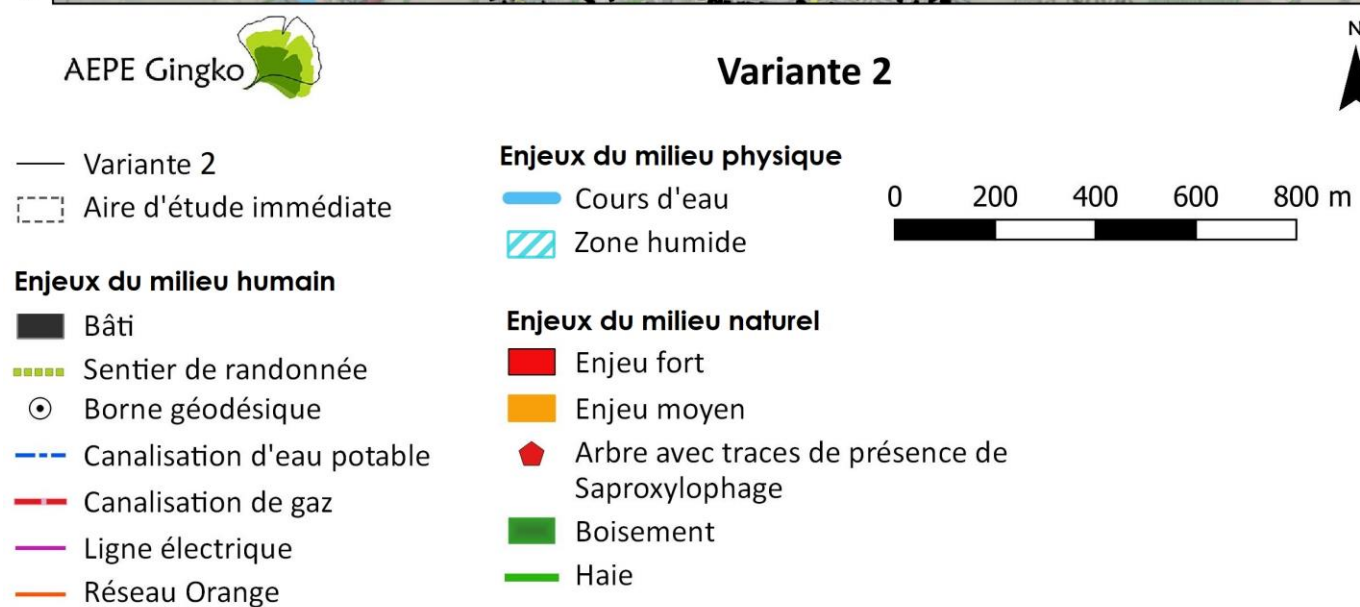 AEPE Gingko
Variante 2
N
Variante 2
Aire d'étude immédiate
Enjeux du milieu humain
Bâti
Sentier de randonnée
Borne géodésique
Canalisation d'eau potable
Canalisation de gaz
Ligne électrique
Réseau Orange
Enjeux du milieu physique
Cours d'eau
Zone humide
0 200 400 600 800 m
Enjeux du milieu naturel
Enjeu fort
Enjeu moyen
Arbre avec traces de présence de
Saproxylophage
Boisement
Haie